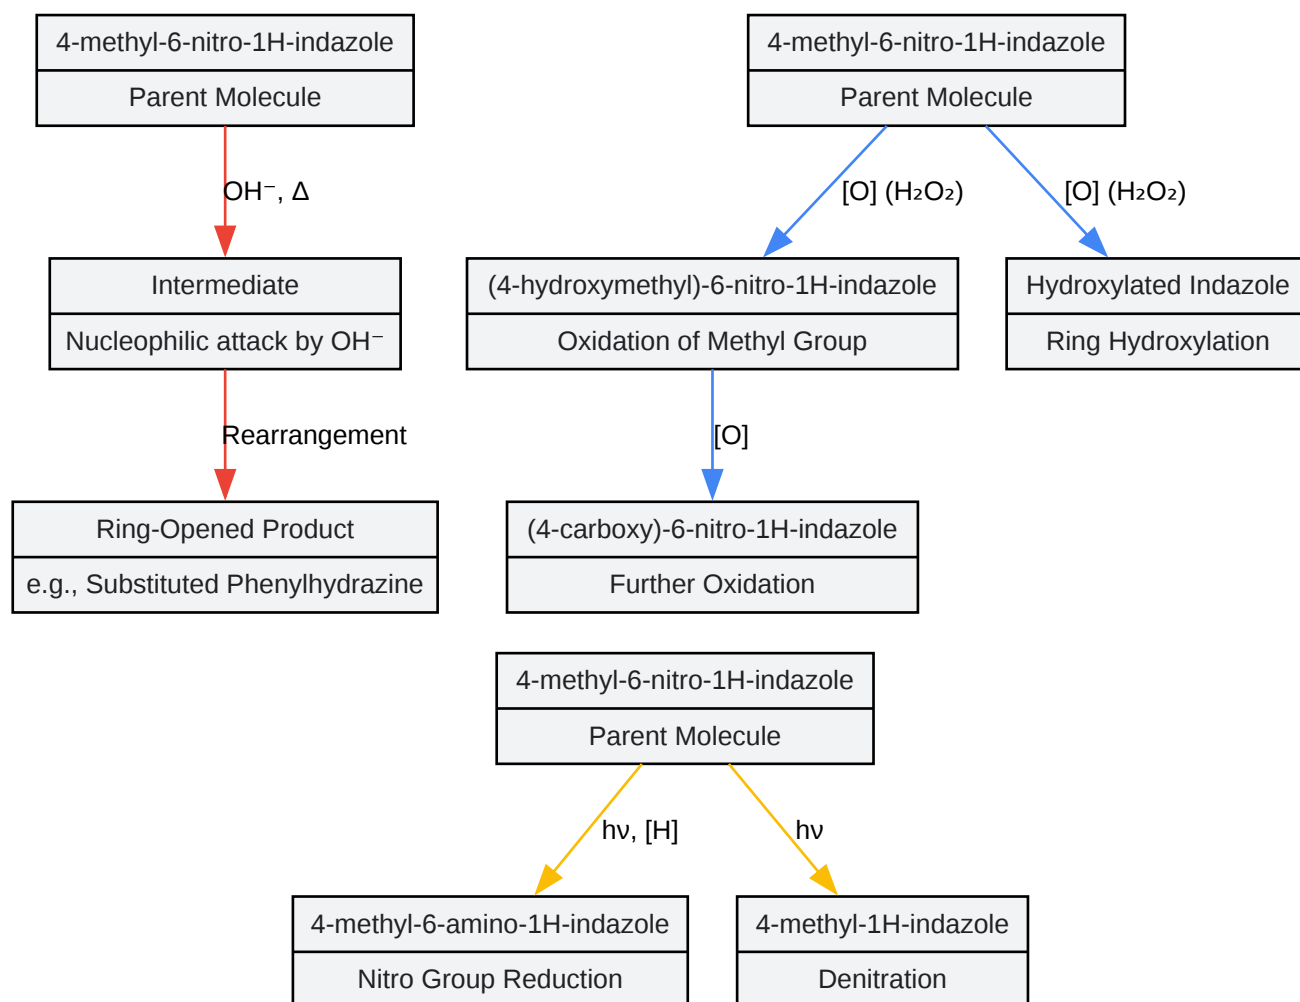 4-methyl-6-nitro-1H-indazole
Parent Molecule
OH⁻, Δ
Intermediate
Nucleophilic attack by OH⁻
Rearrangement
Ring-Opened Product
e.g., Substituted Phenylhydrazine
4-methyl-6-nitro-1H-indazole
Parent Molecule
[O] (H₂O₂)
[O] (H₂O₂)
(4-hydroxymethyl)-6-nitro-1H-indazole
Oxidation of Methyl Group
Hydroxylated Indazole
Ring Hydroxylation
[O]
(4-carboxy)-6-nitro-1H-indazole
Further Oxidation
4-methyl-6-nitro-1H-indazole
Parent Molecule
hν, [H]
hν
4-methyl-6-amino-1H-indazole
Nitro Group Reduction
4-methyl-1H-indazole
Denitration